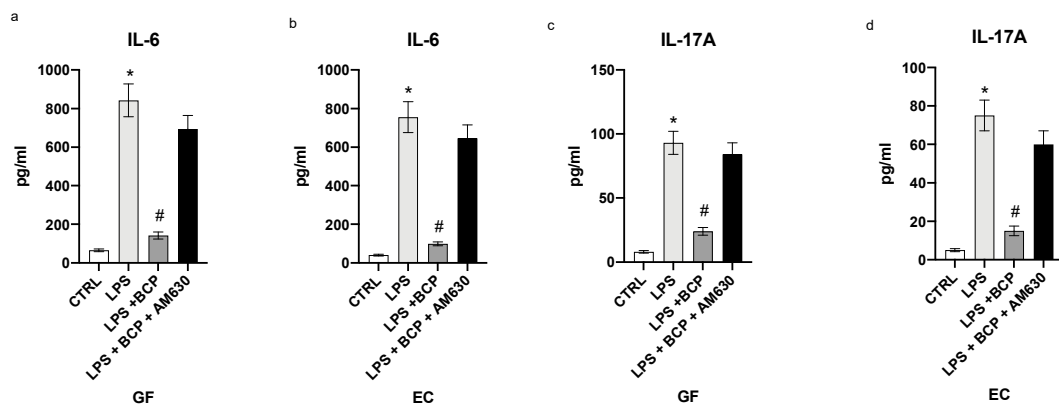 a
IL-6
pg/ml
1000
800
600
400
200
0
*
#
CTRL
LPS
LPS +BCP
LPS + BCP + AM630
GF
b
IL-6
pg/ml
1000
800
600
400
200
0
*
#
CTRL
LPS
LPS +BCP
LPS + BCP + AM630
EC
c
IL-17A
pg/ml
150
100
50
0
*
#
CTRL
LPS
LPS +BCP
LPS + BCP + AM630
GF
d
IL-17A
pg/ml
100
80
60
40
20
0
*
#
CTRL
LPS
LPS +BCP
LPS + BCP + AM630
EC